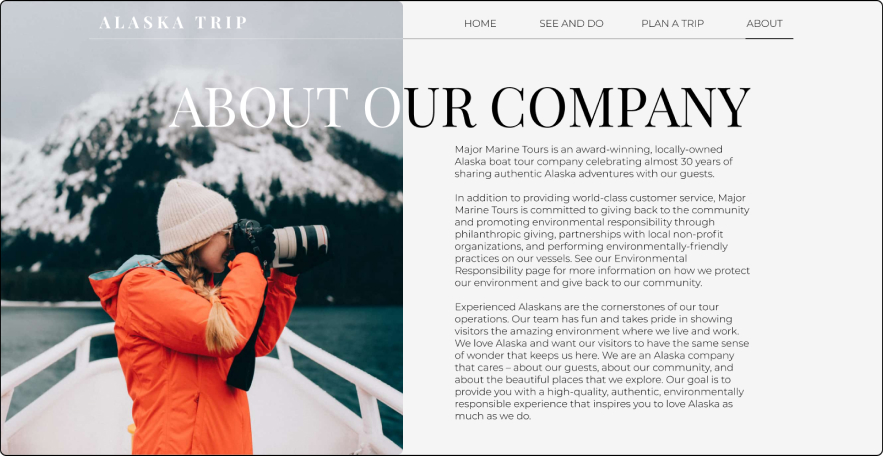 ALASKA TRIP
HOME
SEE AND DO
PLAN A TRIP
ABOUT
ABOUT OUR COMPANY
Major Marine Tours is an award-winning, locally-owned
Alaska boat tour company celebrating almost 30 years of
sharing authentic Alaska adventures with our guests.
In addition to providing world-class customer service, Major
Marine Tours is committed to giving back to the community
and promoting environmental responsibility through
philanthropic giving, partnerships with local non-profit
organizations, and performing environmentally-friendly
practices on our vessels. See our Environmental
Responsibility page for more information on how we protect
our environment and give back to our community.
Experienced Alaskans are the cornerstones of our tour
operations. Our team has fun and takes pride in showing
visitors the amazing environment where we live and work.
We love Alaska and want our visitors to have the same sense
of wonder that keeps us here. We are an Alaska company
that cares – about our guests, about our community, and
about the beautiful places that we explore. Our goal is to
provide you with a high-quality, authentic, environmentally
responsible experience that inspires you to love Alaska as
much as we do.